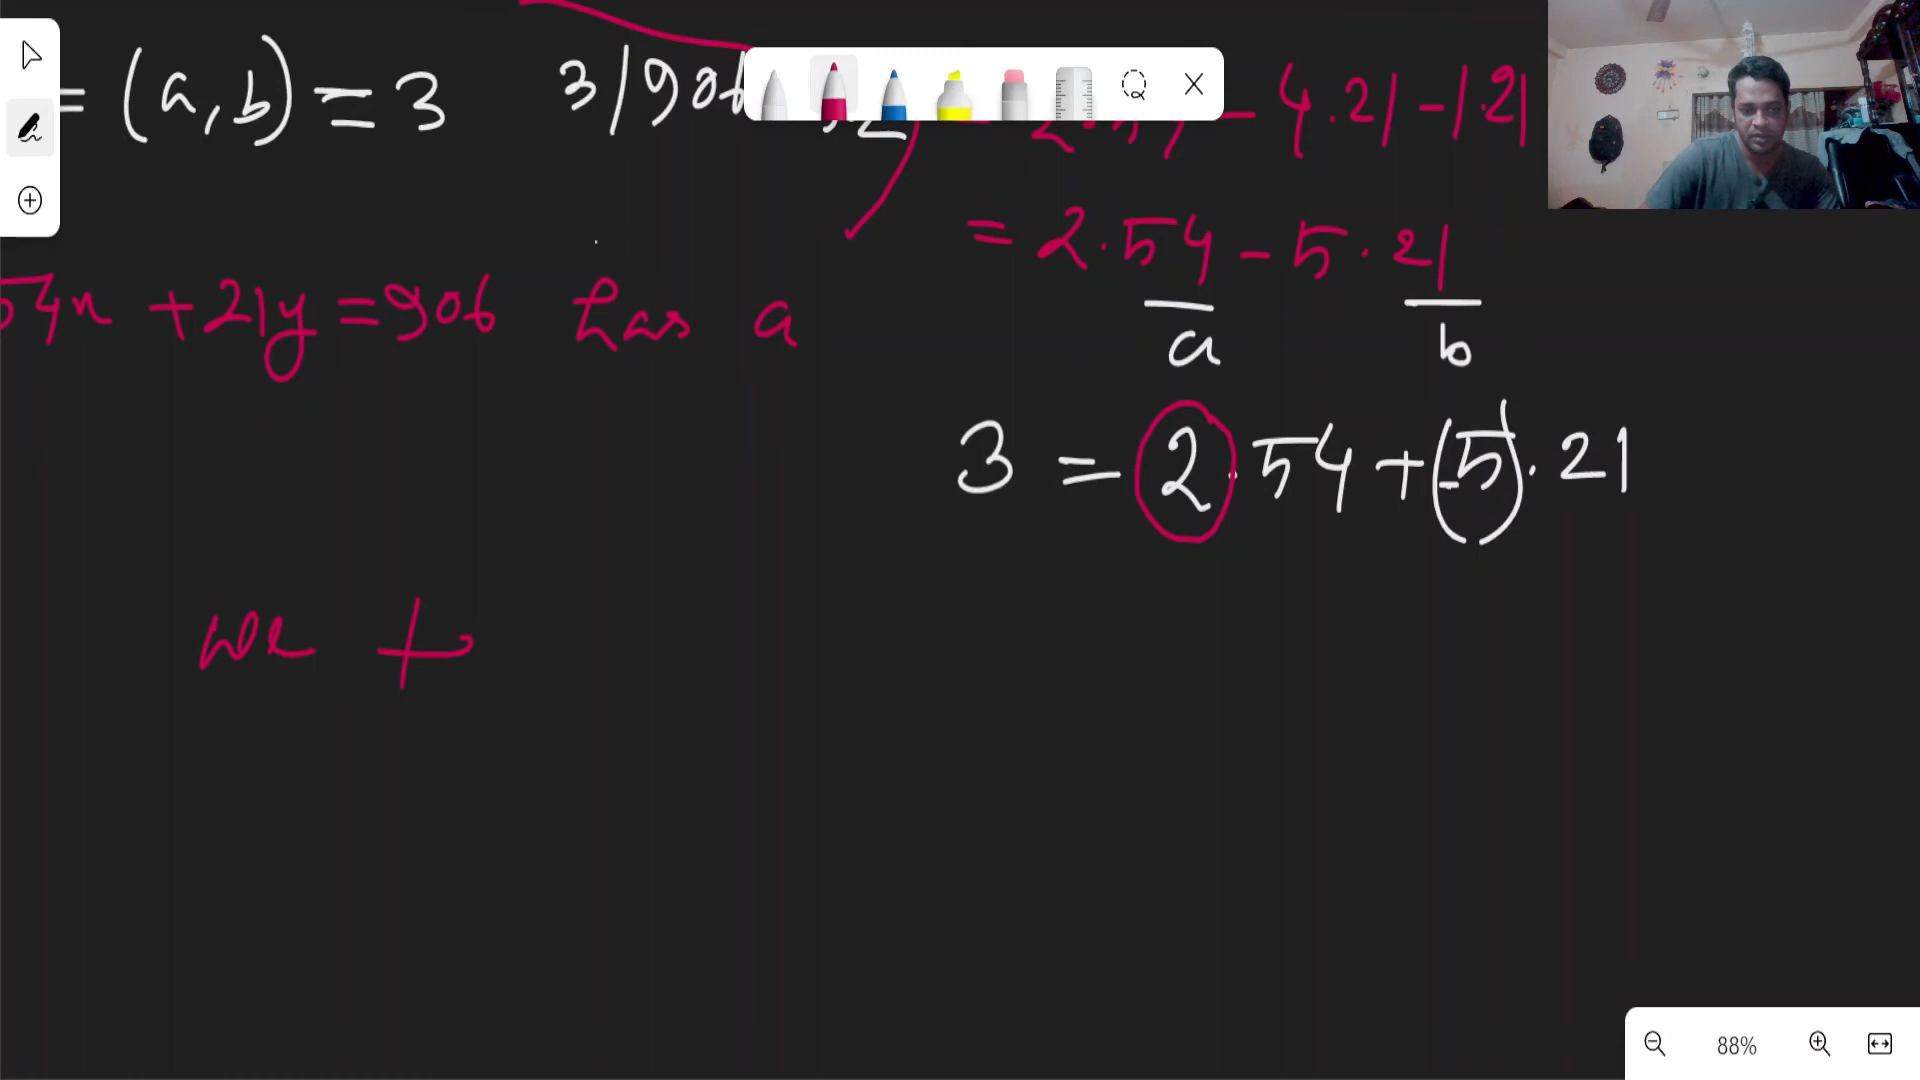 = (a, b) = 3 3/906
- 4.21 - 1.21
= 2.54 - 5.21
a b
54x + 21y = 906 has a
3 = 2.54 + (-5).21
we
88%